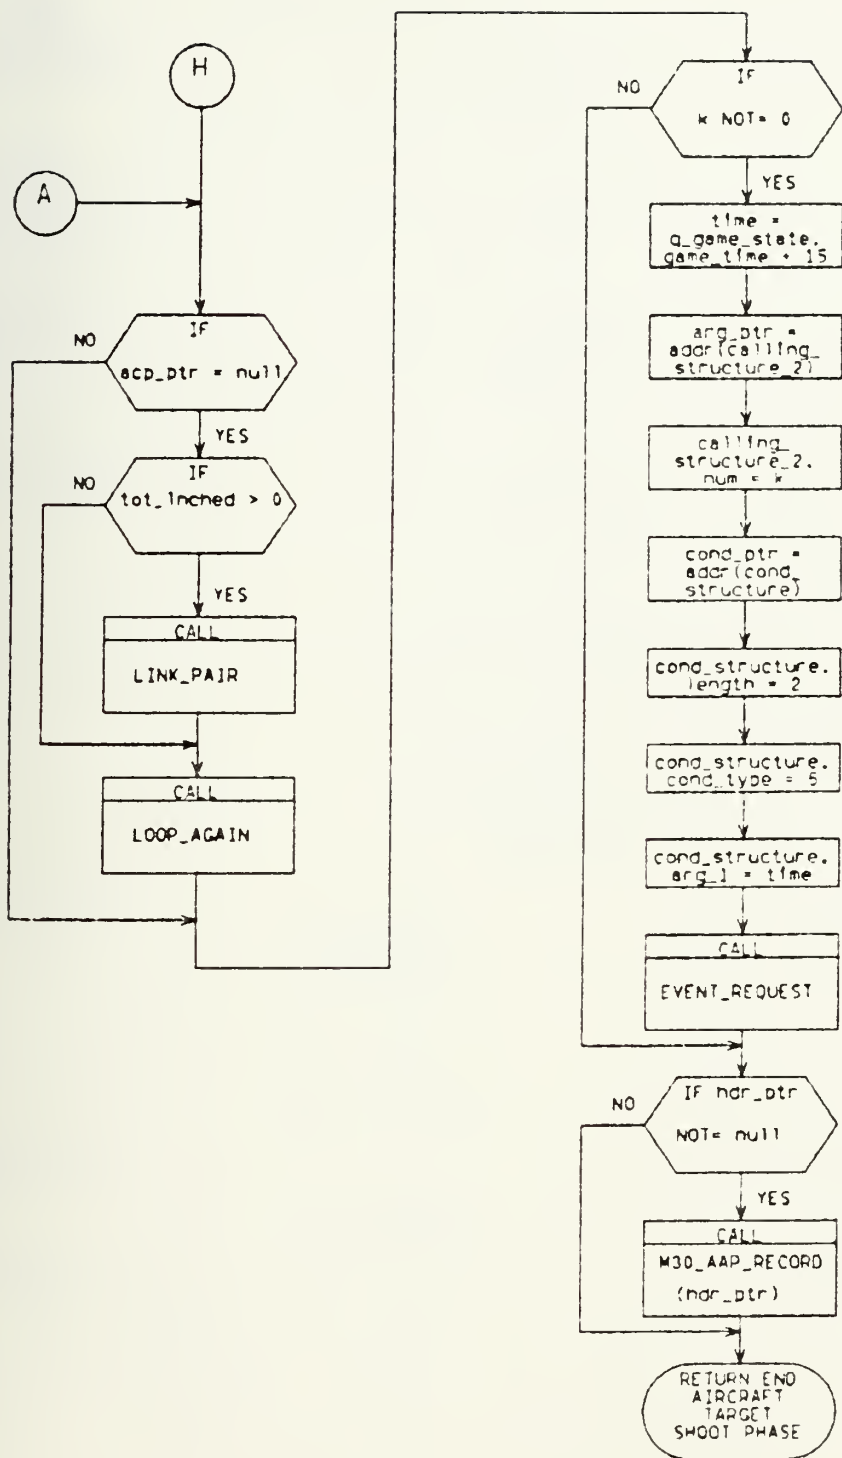 H
A
IF
acp_ptr = null
NO
YES
IF
tot_lnched > 0
NO
YES
CALL
LINK_PAIR
CALL
LOOP_AGAIN
IF
k NOT= 0
NO
YES
time =
g_game_state.
game_time + 15
arg_ptr =
addr(calling_
structure_2)
calling_
structure_2.
num = k
cond_ptr =
addr(cond_
structure)
cond_structure.
length = 2
cond_structure.
cond_type = 5
cond_structure.
arg_1 = time
CALL
EVENT_REQUEST
IF hdr_ptr
NOT= null
NO
YES
CALL
M30_AAP_RECORD
(hdr_ptr)
RETURN END
AIRCRAFT
TARGET
SHOOT PHASE